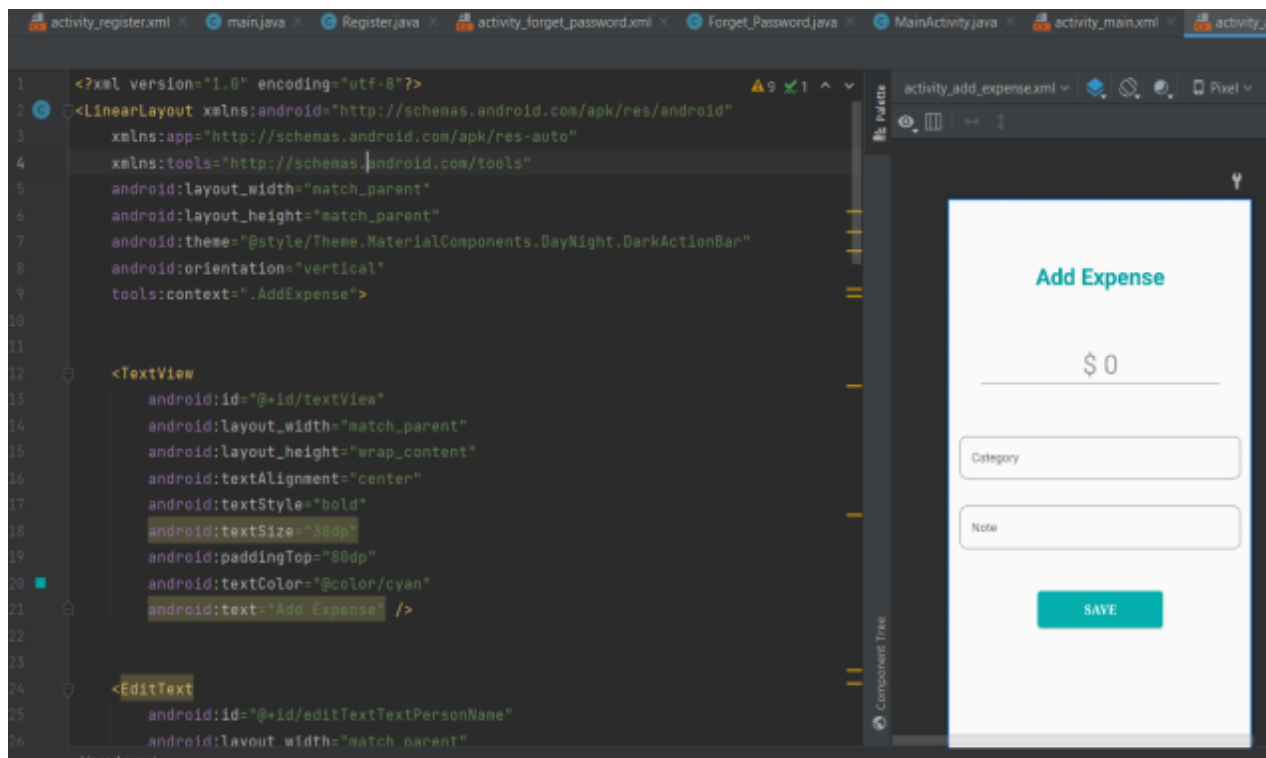 activity_register.xml × main.java × Register.java × activity_forget_password.xml × Forget_Password.java × MainActivity.java × activity_main.xml × activity_
1 <?xml version="1.0" encoding="utf-8"?>
9 1
2 <LinearLayout xmlns:android="http://schemas.android.com/apk/res/android"
3 xmlns:app="http://schemas.android.com/apk/res-auto"
4 xmlns:tools="http://schemas.android.com/tools"
5 android:layout_width="match_parent"
6 android:layout_height="match_parent"
7 android:theme="@style/Theme.MaterialComponents.DayNight.DarkActionBar"
8 android:orientation="vertical"
9 tools:context=".AddExpense">
10
11
12 <TextView
13 android:id="@+id/textView"
14 android:layout_width="match_parent"
15 android:layout_height="wrap_content"
16 android:textAlignment="center"
17 android:textStyle="bold"
18 android:textSize="30dp"
19 android:paddingTop="80dp"
20 android:textColor="@color/cyan"
21 android:text="Add Expense" />
22
23
24 <EditText
25 android:id="@+id/editTextTextPersonName"
26 android:layout_width="match_parent"
Palette
Component Tree
activity_add_expense.xml Pixel
Add Expense
$ 0
Category
Note
SAVE